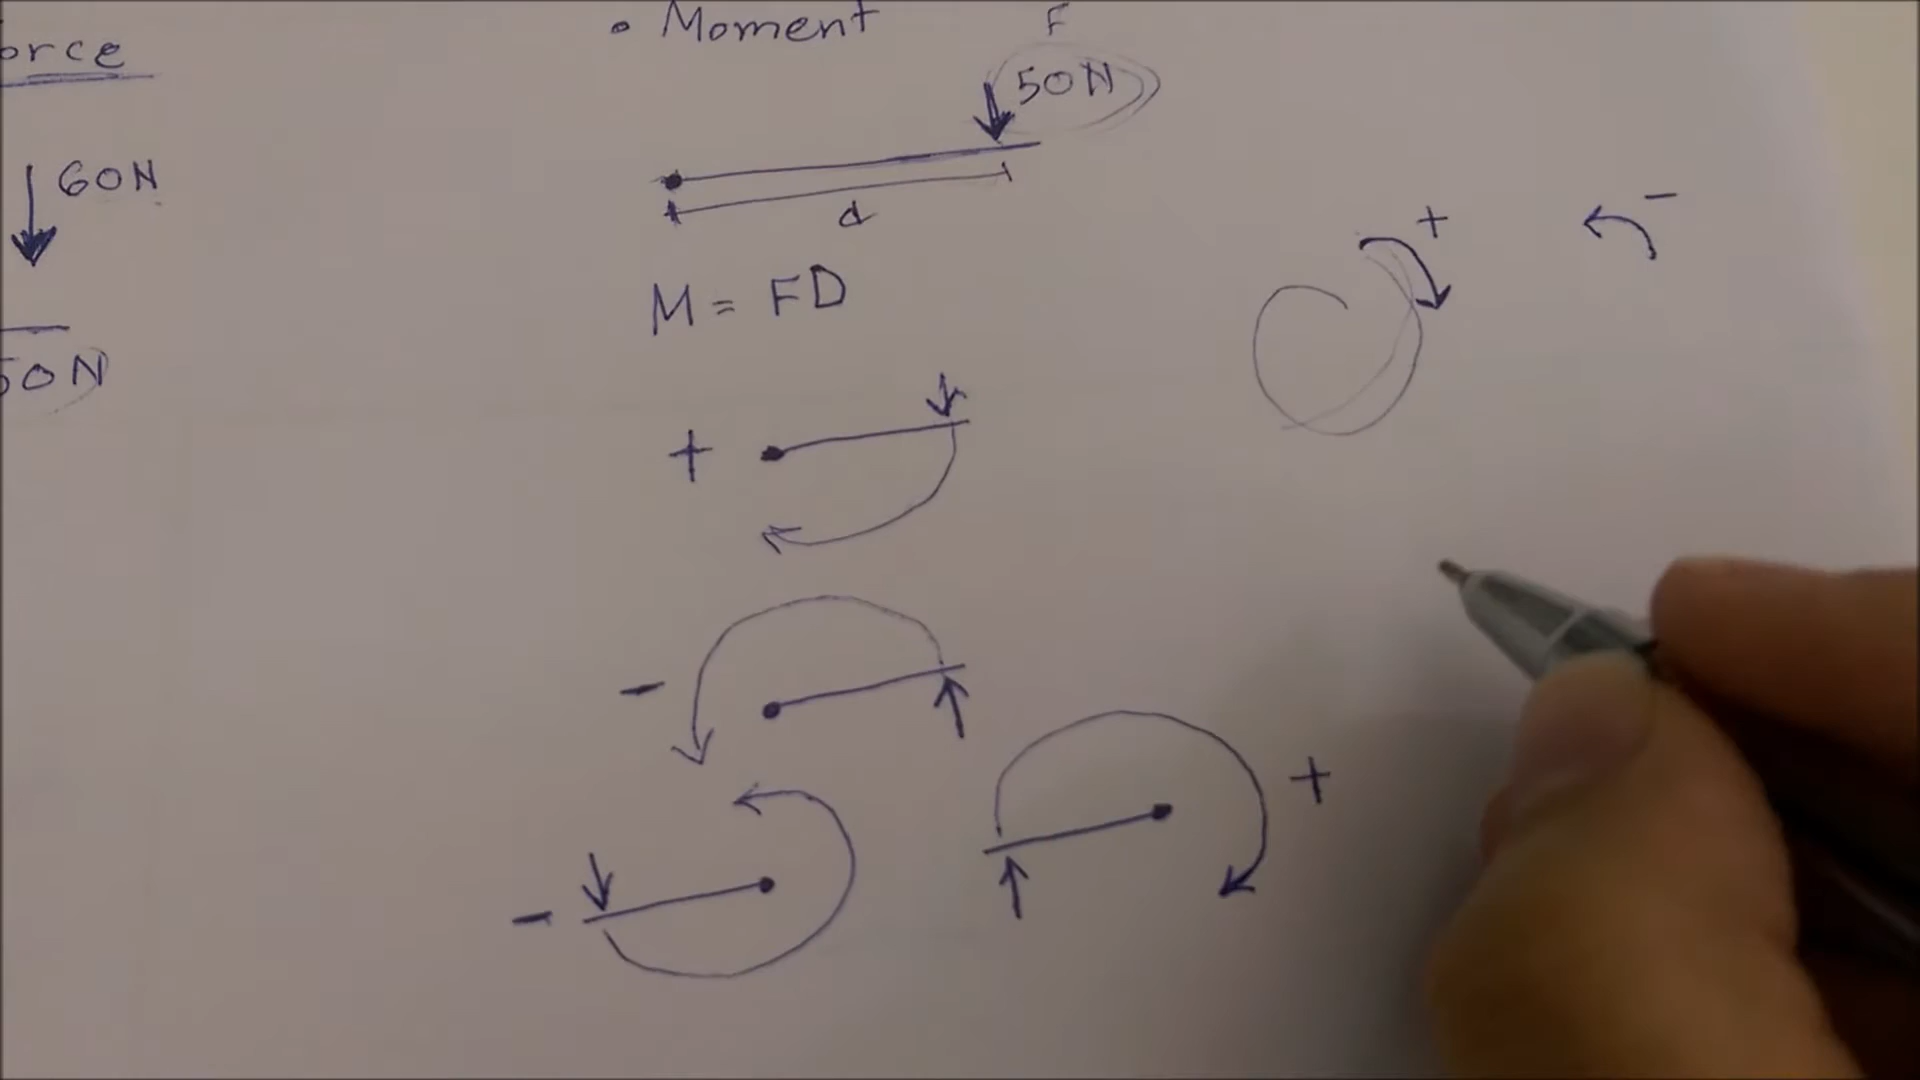 orce
60N
50N
• Moment
F
50N
d
M = FD
+
-
+
-
-
+